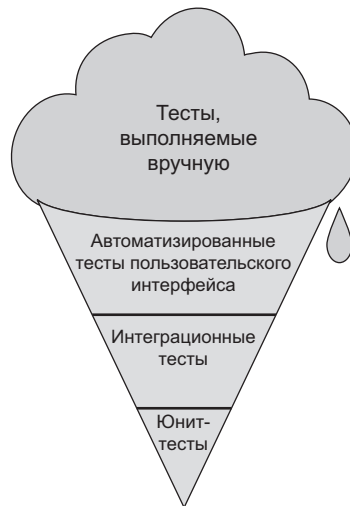 Тесты,
выполняемые
вручную
Автоматизированные
тесты пользовательского
интерфейса
Интеграционные
тесты
Юнит-
тесты